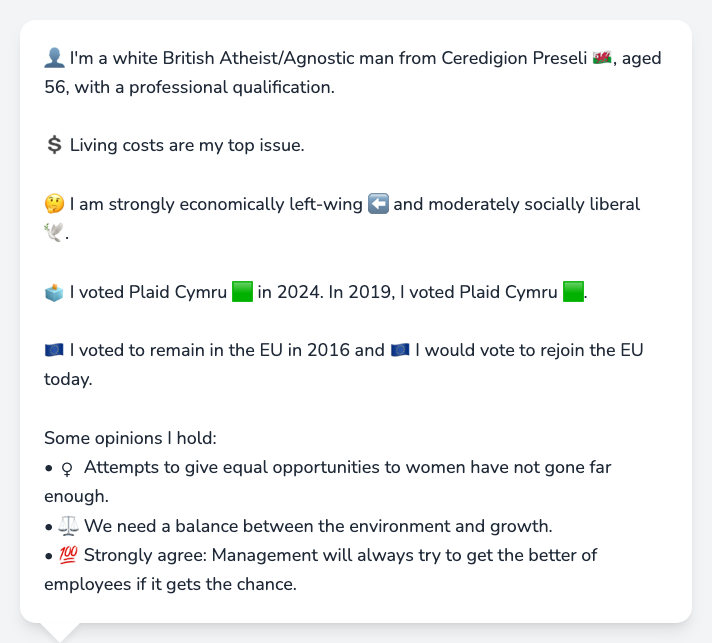 👤 I'm a white British Atheist/Agnostic man from Ceredigion Preseli 🏴󠁧󠁢󠁷󠁬󠁳󠁿, aged
56, with a professional qualification.
💲 Living costs are my top issue.
🤔 I am strongly economically left-wing ⬅️ and moderately socially liberal
🕊️.
🗳️ I voted Plaid Cymru 🟩 in 2024. In 2019, I voted Plaid Cymru 🟩.
🇪🇺 I voted to remain in the EU in 2016 and 🇪🇺 I would vote to rejoin the EU
today.
Some opinions I hold:
• ♀ Attempts to give equal opportunities to women have not gone far
enough.
• ⚖️ We need a balance between the environment and growth.
• 💯 Strongly agree: Management will always try to get the better of
employees if it gets the chance.